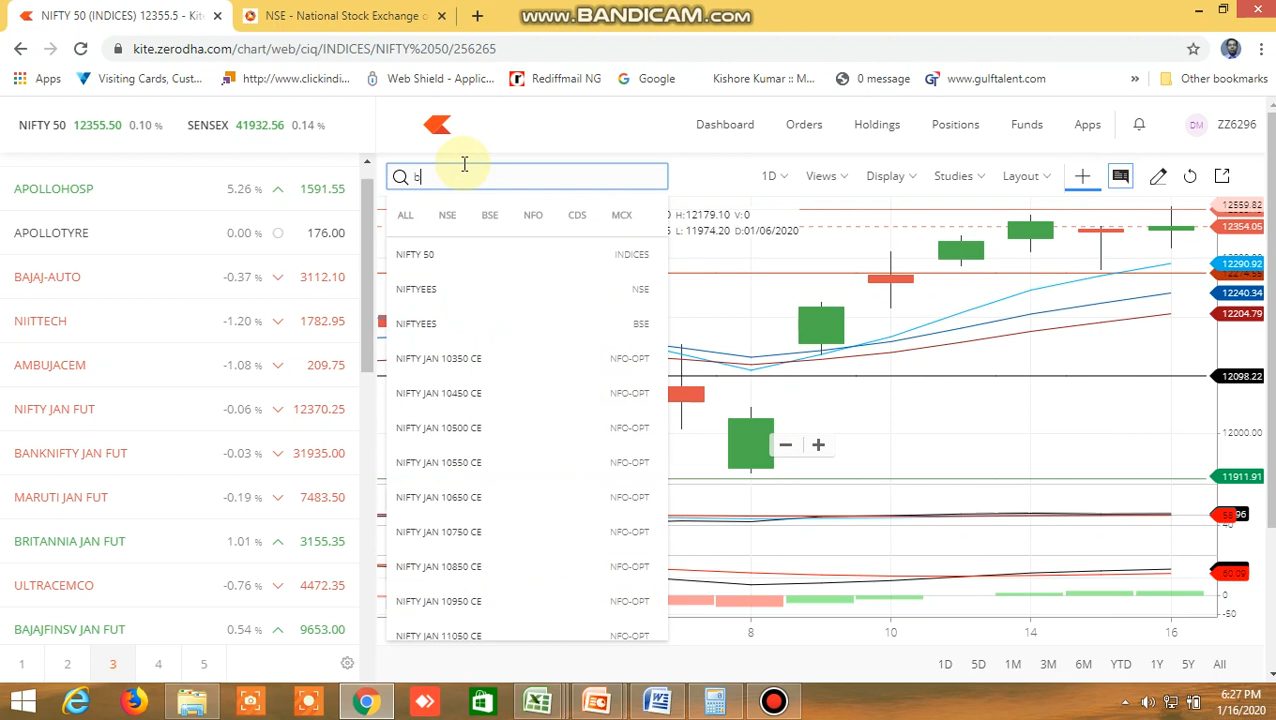 NIFTY 50 (INDICES) 12355.5 - Kit
NSE - National Stock Exchange o
www.BANDICAM.com
kite.zerodha.com/chart/web/ciq/INDICES/NIFTY%2050/256265
Apps
Visiting Cards, Cust...
http://www.clickindi...
Web Shield - Applic...
Rediffmail NG
Google
Kishore Kumar :: M...
0 message
www.gulftalent.com
»
Other bookmarks
NIFTY 50 12355.50 0.10 %
SENSEX 41932.56 0.14 %
Dashboard
Orders
Holdings
Positions
Funds
Apps
DM
ZZ6296
APOLLOHOSP 5.26 % 1591.55
APOLLOTYRE 0.00 % 176.00
BAJAJ-AUTO -0.37 % 3112.10
NIITTECH -1.20 % 1782.95
AMBUJACEM -1.08 % 209.75
NIFTY JAN FUT -0.06 % 12370.25
BANKNIFTY JAN FUT -0.03 % 31935.00
MARUTI JAN FUT -0.19 % 7483.50
BRITANNIA JAN FUT 1.01 % 3155.35
ULTRACEMCO -0.76 % 4472.35
BAJAJFINSV JAN FUT 0.54 % 9653.00
1 2 3 4 5
b
ALL NSE BSE NFO CDS MCX
NIFTY 50 INDICES
NIFTYEES NSE
NIFTYEES BSE
NIFTY JAN 10350 CE NFO-OPT
NIFTY JAN 10450 CE NFO-OPT
NIFTY JAN 10500 CE NFO-OPT
NIFTY JAN 10550 CE NFO-OPT
NIFTY JAN 10650 CE NFO-OPT
NIFTY JAN 10750 CE NFO-OPT
NIFTY JAN 10850 CE NFO-OPT
NIFTY JAN 10950 CE NFO-OPT
NIFTY JAN 11050 CE NFO-OPT
1D Views Display Studies Layout
H:12179.10 V:0
L: 11974.20 D:01/06/2020
12559.82
12354.05
12290.92
12240.34
12204.79
12098.22
12000.00
11911.91
60.09
0
-50
8 10 14 16
1D 5D 1M 3M 6M YTD 1Y 5Y All
6:27 PM
1/16/2020